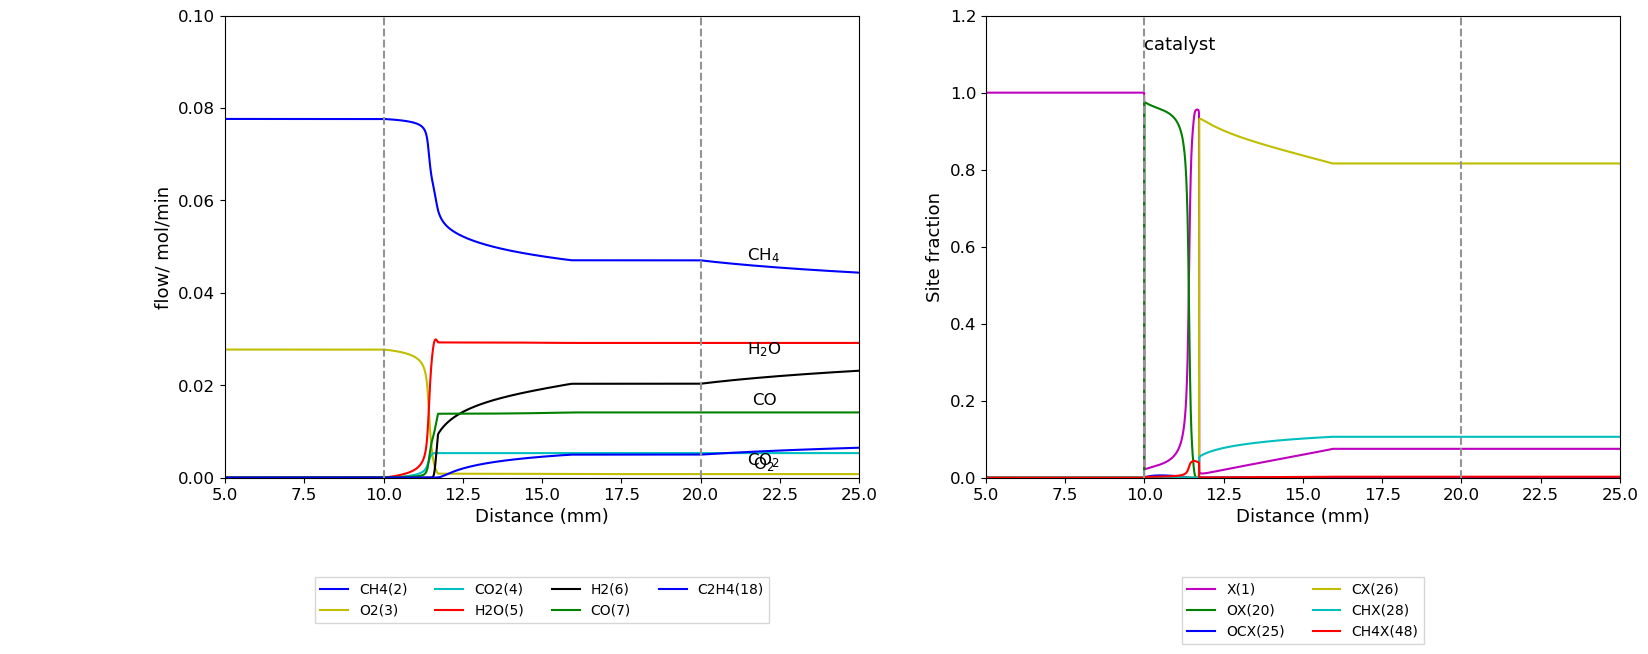 0.10
0.08
0.06
0.04
0.02
0.00
flow/ mol/min
CH4
H2O
CO
CO2
O2
5.0 7.5 10.0 12.5 15.0 17.5 20.0 22.5 25.0
Distance (mm)
CH4(2) CO2(4) H2(6) C2H4(18)
O2(3) H2O(5) CO(7)
1.2
1.0
0.8
0.6
0.4
0.2
0.0
Site fraction
catalyst
5.0 7.5 10.0 12.5 15.0 17.5 20.0 22.5 25.0
Distance (mm)
X(1) CX(26)
OX(20) CHX(28)
OCX(25) CH4X(48)